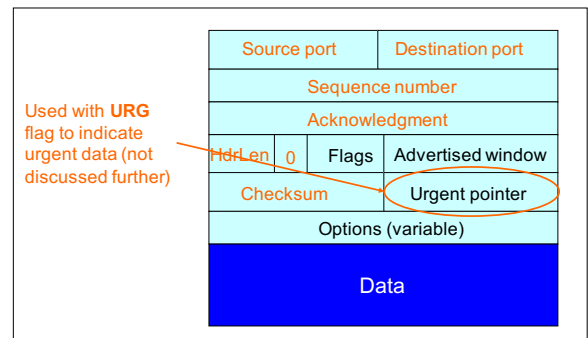 Source port
Destination port
Sequence number
Acknowledgment
Used with URG
flag to indicate
urgent data (not
discussed further)
HdrLen
0
Flags
Advertised window
Checksum
Urgent pointer
Options (variable)
Data